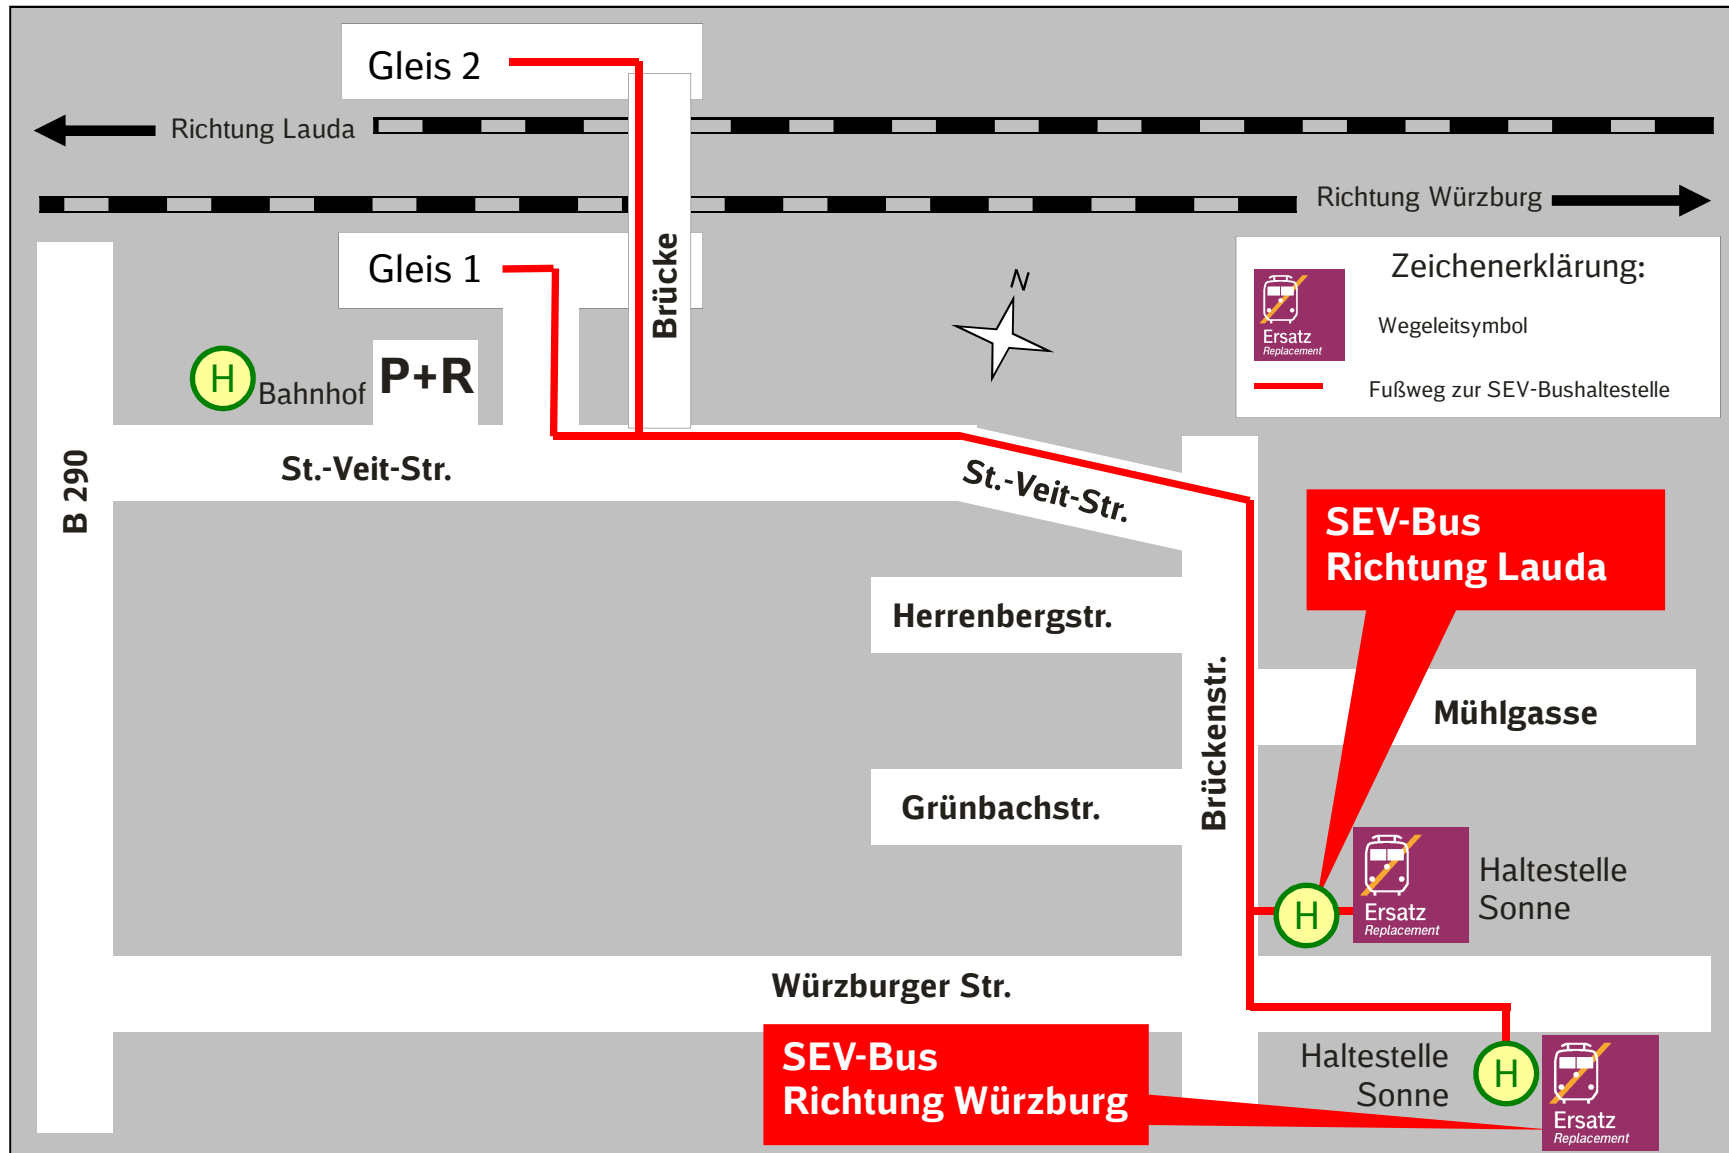 Gleis 2
Richtung Lauda
Richtung Würzburg
Gleis 1
Brücke
N
Zeichenerklärung:
Ersatz
Replacement
Wegeleitsymbol
Fußweg zur SEV-Bushaltestelle
H
Bahnhof
P+R
B 290
St.-Veit-Str.
St.-Veit-Str.
SEV-Bus
Richtung Lauda
Herrenbergstr.
Brückenstr.
Mühlgasse
Grünbachstr.
H
Ersatz
Replacement
Haltestelle
Sonne
Würzburger Str.
SEV-Bus
Richtung Würzburg
Haltestelle
Sonne
H
Ersatz
Replacement